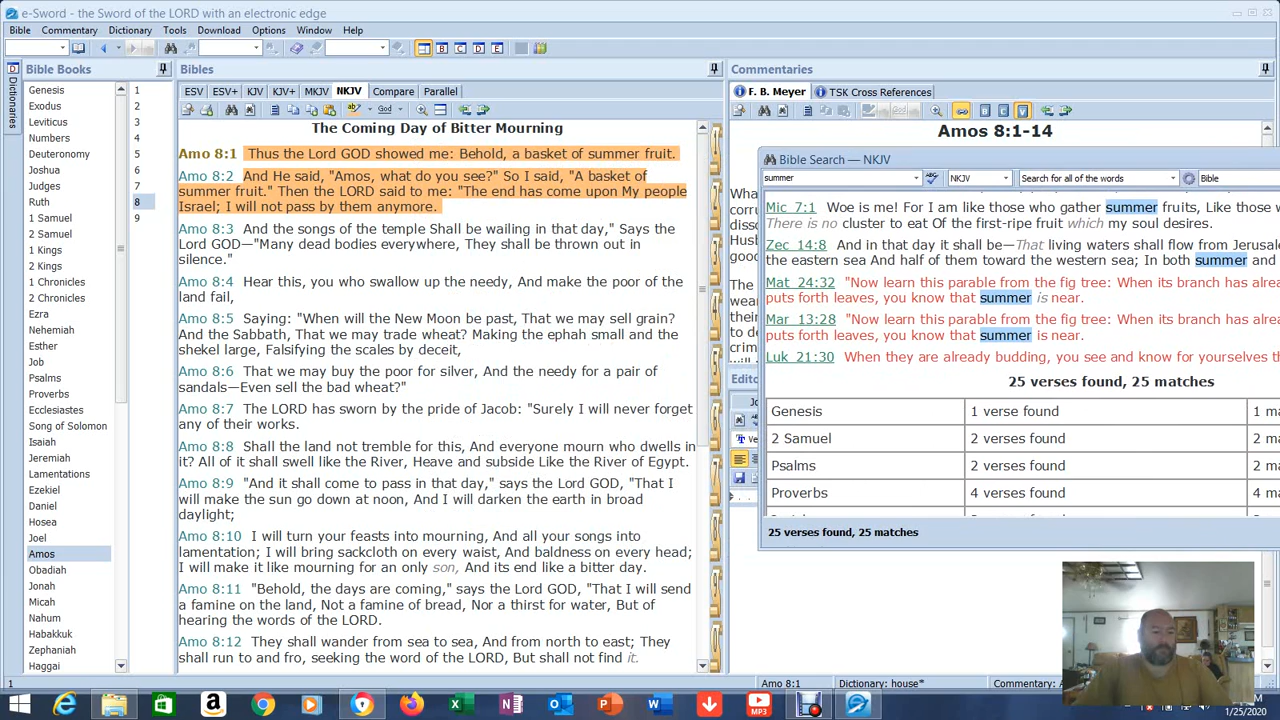 e-Sword - the Sword of the LORD with an electronic edge
Bible Commentary Dictionary Tools Download Options Window Help
Dictionaries
Bible Books
Genesis
Exodus
Leviticus
Numbers
Deuteronomy
Joshua
Judges
Ruth
1 Samuel
2 Samuel
1 Kings
2 Kings
1 Chronicles
2 Chronicles
Ezra
Nehemiah
Esther
Job
Psalms
Proverbs
Ecclesiastes
Song of Solomon
Isaiah
Jeremiah
Lamentations
Ezekiel
Daniel
Hosea
Joel
Amos
Obadiah
Jonah
Micah
Nahum
Habakkuk
Zephaniah
Haggai
1
2
3
4
5
6
7
8
9
Bibles
ESV ESV+ KJV KJV+ MKJV NKJV Compare Parallel
The Coming Day of Bitter Mourning
Amo 8:1 Thus the Lord GOD showed me: Behold, a basket of summer fruit.
Amo 8:2 And He said, "Amos, what do you see?" So I said, "A basket of
summer fruit." Then the LORD said to me: "The end has come upon My people
Israel; I will not pass by them anymore.
Amo 8:3 And the songs of the temple Shall be wailing in that day," Says the
Lord GOD—"Many dead bodies everywhere, They shall be thrown out in
silence."
Amo 8:4 Hear this, you who swallow up the needy, And make the poor of the
land fail,
Amo 8:5 Saying: "When will the New Moon be past, That we may sell grain?
And the Sabbath, That we may trade wheat? Making the ephah small and the
shekel large, Falsifying the scales by deceit,
Amo 8:6 That we may buy the poor for silver, And the needy for a pair of
sandals—Even sell the bad wheat?"
Amo 8:7 The LORD has sworn by the pride of Jacob: "Surely I will never forget
any of their works.
Amo 8:8 Shall the land not tremble for this, And everyone mourn who dwells in
it? All of it shall swell like the River, Heave and subside Like the River of Egypt.
Amo 8:9 "And it shall come to pass in that day," says the Lord GOD, "That I
will make the sun go down at noon, And I will darken the earth in broad
daylight;
Amo 8:10 I will turn your feasts into mourning, And all your songs into
lamentation; I will bring sackcloth on every waist, And baldness on every head;
I will make it like mourning for an only son, And its end like a bitter day.
Amo 8:11 "Behold, the days are coming," says the Lord GOD, "That I will send
a famine on the land, Not a famine of bread, Nor a thirst for water, But of
hearing the words of the LORD.
Amo 8:12 They shall wander from sea to sea, And from north to east; They
shall run to and fro, seeking the word of the LORD, But shall not find it.
Commentaries
F. B. Meyer TSK Cross References
Amos 8:1-14
Bible Search — NKJV
summer NKJV Search for all of the words Bible
Mic 7:1 Woe is me! For I am like those who gather summer fruits, Like those
There is no cluster to eat Of the first-ripe fruit which my soul desires.
Zec 14:8 And in that day it shall be—That living waters shall flow from
the eastern sea And half of them toward the western sea; In both summer and
Mat 24:32 "Now learn this parable from the fig tree: When its branch has
puts forth leaves, you know that summer is near.
Mar 13:28 "Now learn this parable from the fig tree: When its branch has
puts forth leaves, you know that summer is near.
Luk 21:30 When they are already budding, you see and know for yourselves
25 verses found, 25 matches
Genesis 1 verse found 1
2 Samuel 2 verses found 2
Psalms 2 verses found 2
Proverbs 4 verses found 4
25 verses found, 25 matches
1 Amo 8:1 Dictionary: house* Commentary:
1/25/2020